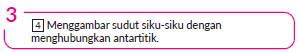 3
4 Menggambar sudut siku-siku dengan
menghubungkan antartitik.